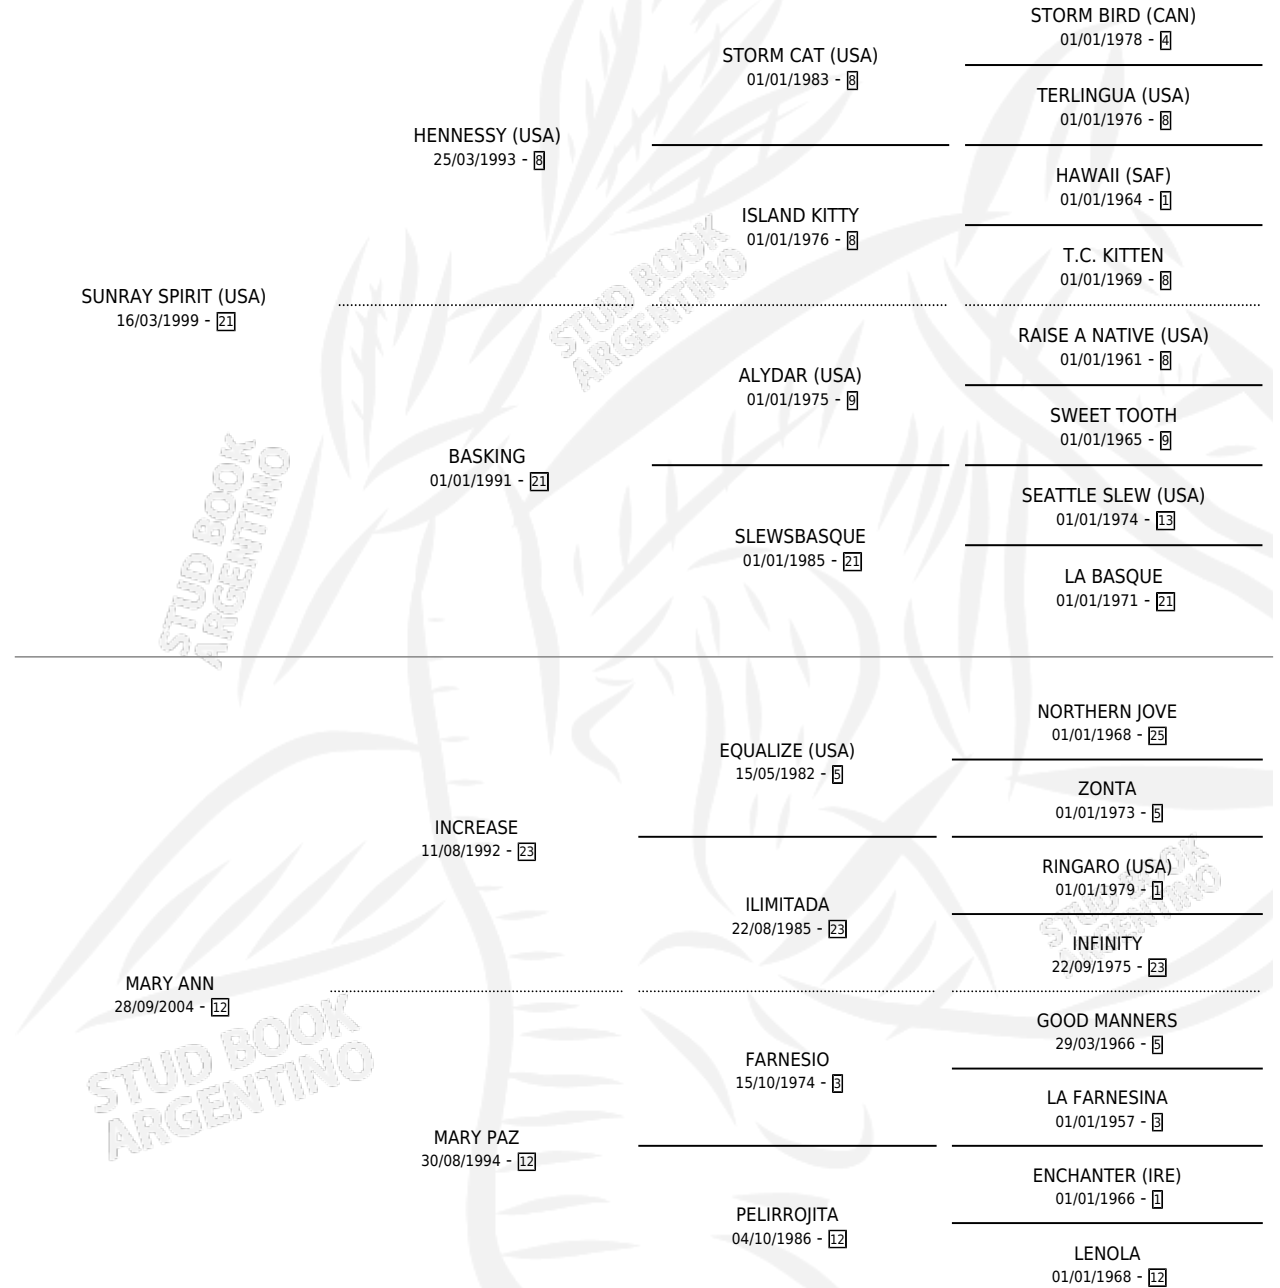 STORM BIRD (CAN)
01/01/1978 - 4
STORM CAT (USA)
01/01/1983 - 8
TERLINGUA (USA)
01/01/1976 - 8
HENNESSY (USA)
25/03/1993 - 8
HAWAII (SAF)
01/01/1964 - 1
ISLAND KITTY
01/01/1976 - 8
T.C. KITTEN
01/01/1969 - 8
SUNRAY SPIRIT (USA)
16/03/1999 - 21
STUD BOOK
ARGENTINO
RAISE A NATIVE (USA)
01/01/1961 - 8
ALYDAR (USA)
01/01/1975 - 9
SWEET TOOTH
01/01/1965 - 9
BASKING
01/01/1991 - 21
SEATTLE SLEW (USA)
01/01/1974 - 13
SLEWSBASQUE
01/01/1985 - 21
LA BASQUE
01/01/1971 - 21
STUD BOOK
ARGENTINO
NORTHERN JOVE
01/01/1968 - 25
EQUALIZE (USA)
15/05/1982 - 5
ZONTA
01/01/1973 - 5
INCREASE
11/08/1992 - 23
RINGARO (USA)
01/01/1979 - 1
ILIMITADA
22/08/1985 - 23
INFINITY
22/09/1975 - 23
STUD BOOK
ARGENTINO
MARY ANN
28/09/2004 - 12
GOOD MANNERS
29/03/1966 - 5
FARNESIO
15/10/1974 - 3
LA FARNESINA
01/01/1957 - 3
STUD BOOK
ARGENTINO
MARY PAZ
30/08/1994 - 12
ENCHANTER (IRE)
01/01/1966 - 1
PELIRROJITA
04/10/1986 - 12
LENOLA
01/01/1968 - 12